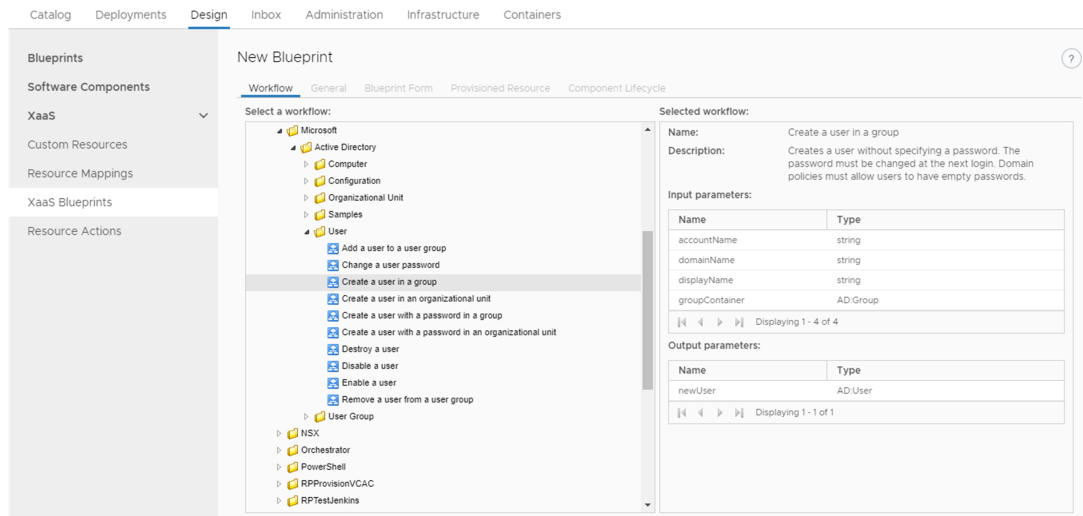 Catalog Deployments Design Inbox Administration Infrastructure Containers
Blueprints
Software Components
XaaS
Custom Resources
Resource Mappings
XaaS Blueprints
Resource Actions
New Blueprint
?
Workflow General Blueprint Form Provisioned Resource Component Lifecycle
Select a workflow:
Microsoft
Active Directory
Computer
Configuration
Organizational Unit
Samples
User
Add a user to a user group
Change a user password
Create a user in a group
Create a user in an organizational unit
Create a user with a password in a group
Create a user with a password in an organizational unit
Destroy a user
Disable a user
Enable a user
Remove a user from a user group
User Group
NSX
Orchestrator
PowerShell
RPProvisionVCAC
RPTestJenkins
Selected workflow:
Name: Create a user in a group
Description: Creates a user without specifying a password. The
password must be changed at the next login. Domain
policies must allow users to have empty passwords.
Input parameters:
Name Type
accountName string
domainName string
displayName string
groupContainer AD:Group
Displaying 1 - 4 of 4
Output parameters:
Name Type
newUser AD:User
Displaying 1 - 1 of 1